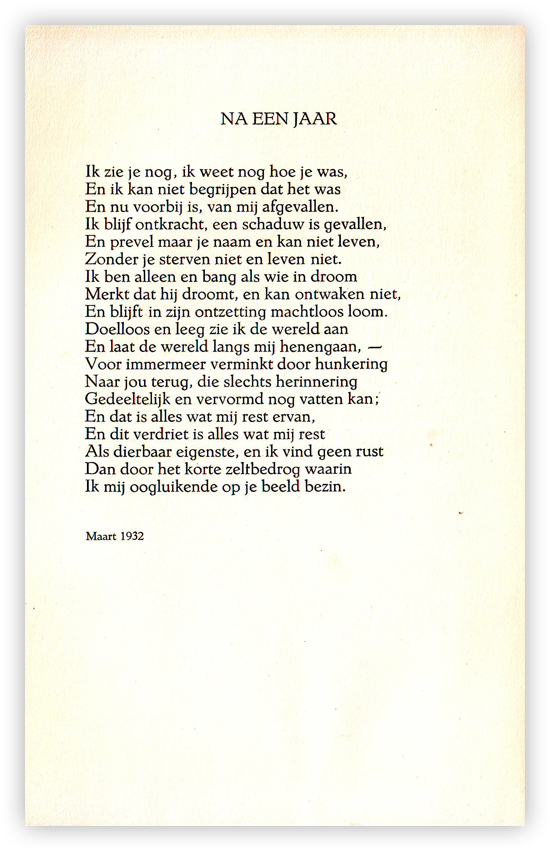 NA EEN JAAR
Ik zie je nog, ik weet nog hoe je was,
En ik kan niet begrijpen dat het was
En nu voorbij is, van mij afgevallen.
Ik blijf ontkracht, een schaduw is gevallen,
En prevel maar je naam en kan niet leven,
Zonder je sterven niet en leven niet.
Ik ben alleen en bang als wie in droom
Merkt dat hij droomt, en kan ontwaken niet,
En blijft in zijn ontzetting machtloos loom.
Doelloos en leeg zie ik de wereld aan
En laat de wereld langs mij henengaan, —
Voor immermeer verminkt door hunkering
Naar jou terug, die slechts herinnering
Gedeeltelijk en vervormd nog vatten kan;
En dat is alles wat mij rest ervan,
En dit verdriet is alles wat mij rest
Als dierbaar eigenste, en ik vind geen rust
Dan door het korte zeltbedrog waarin
Ik mij oogluikende op je beeld bezin.
Maart 1932